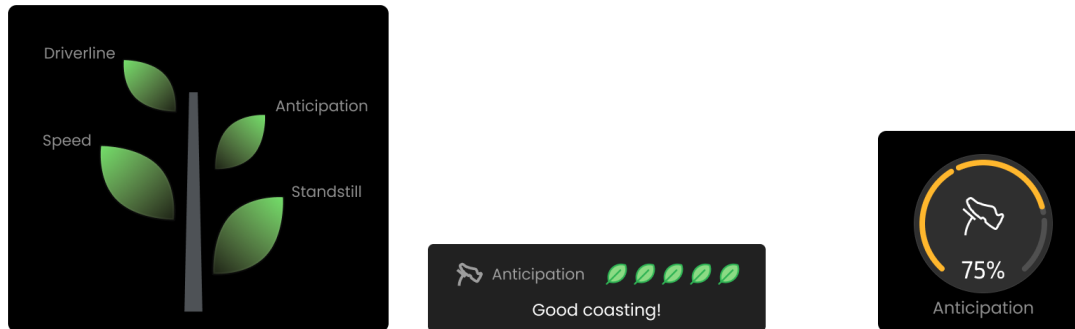 Driverline
Anticipation
Speed
Standstill
Anticipation
Good coasting!
75%
Anticipation